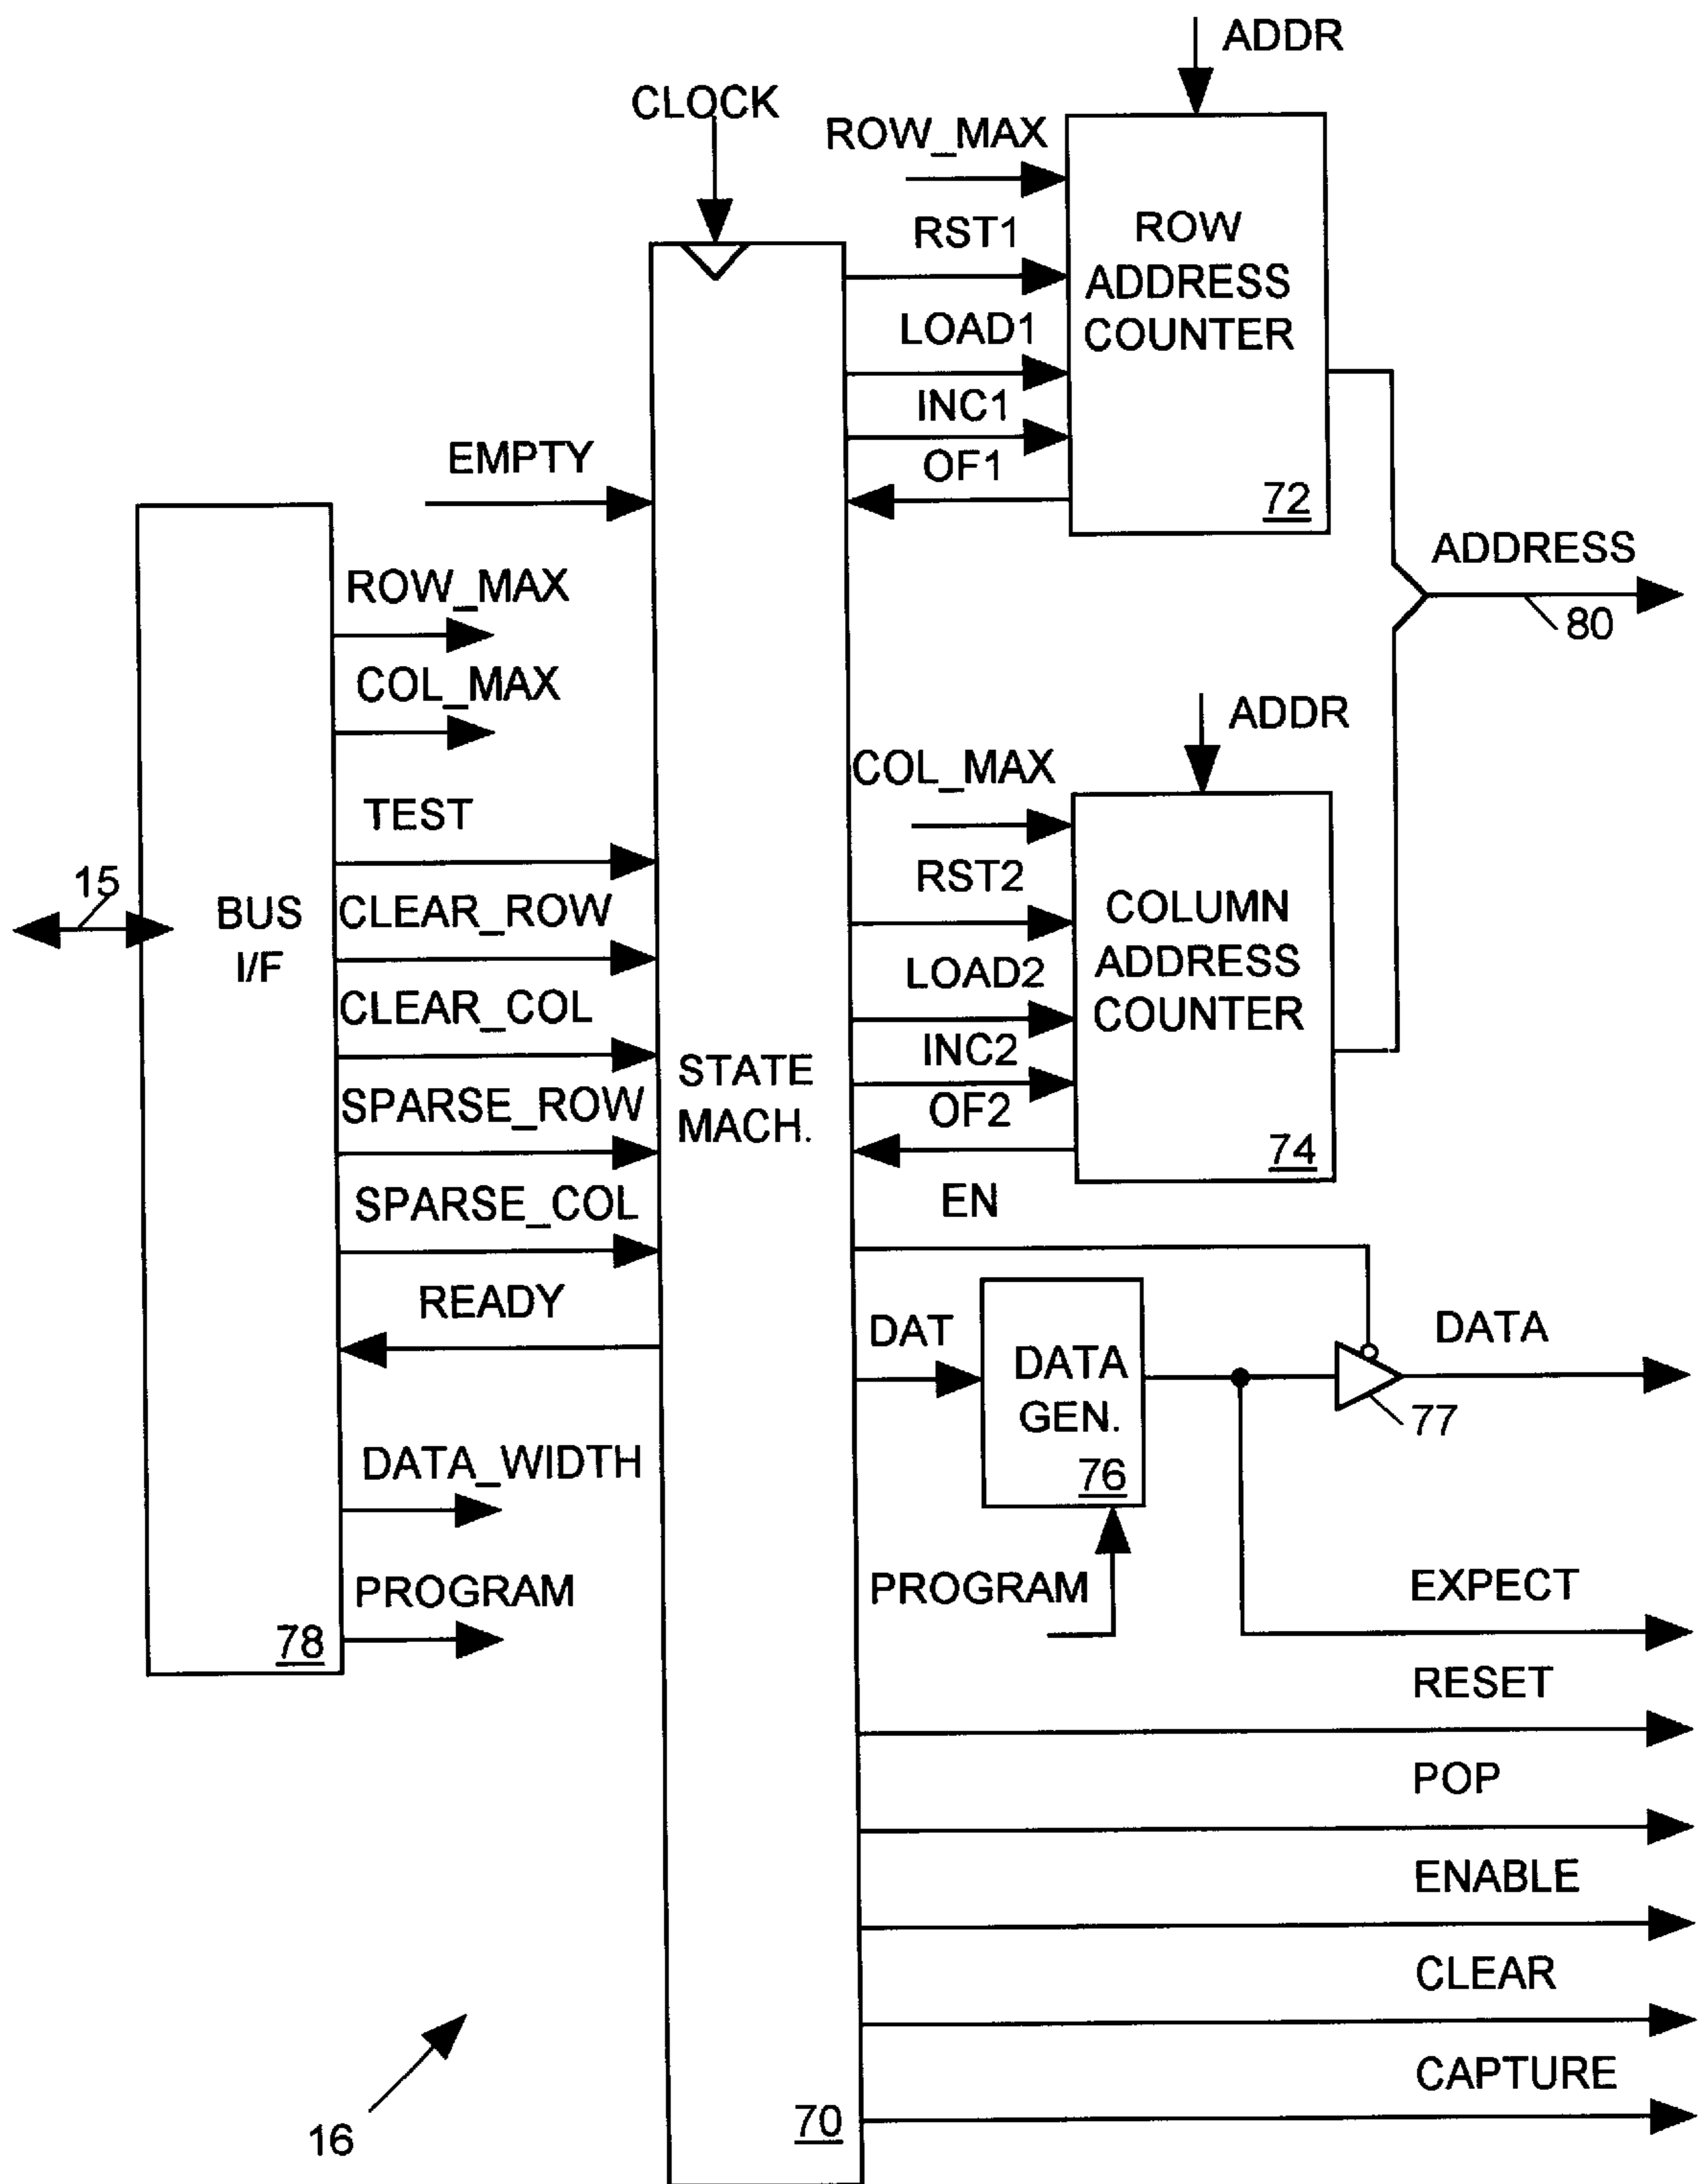 ADDR
CLOCK
ROW_MAX
RST1
LOAD1
INC1
OF1
ROW
ADDRESS
COUNTER
72
EMPTY
ADDRESS
80
ROW_MAX
COL_MAX
TEST
CLEAR_ROW
CLEAR_COL
SPARSE_ROW
SPARSE_COL
READY
DATA_WIDTH
PROGRAM
15
BUS
I/F
78
STATE
MACH.
70
ADDR
COL_MAX
RST2
LOAD2
INC2
OF2
COLUMN
ADDRESS
COUNTER
74
EN
DAT
DATA
GEN.
76
PROGRAM
77
DATA
EXPECT
RESET
POP
ENABLE
CLEAR
CAPTURE
16